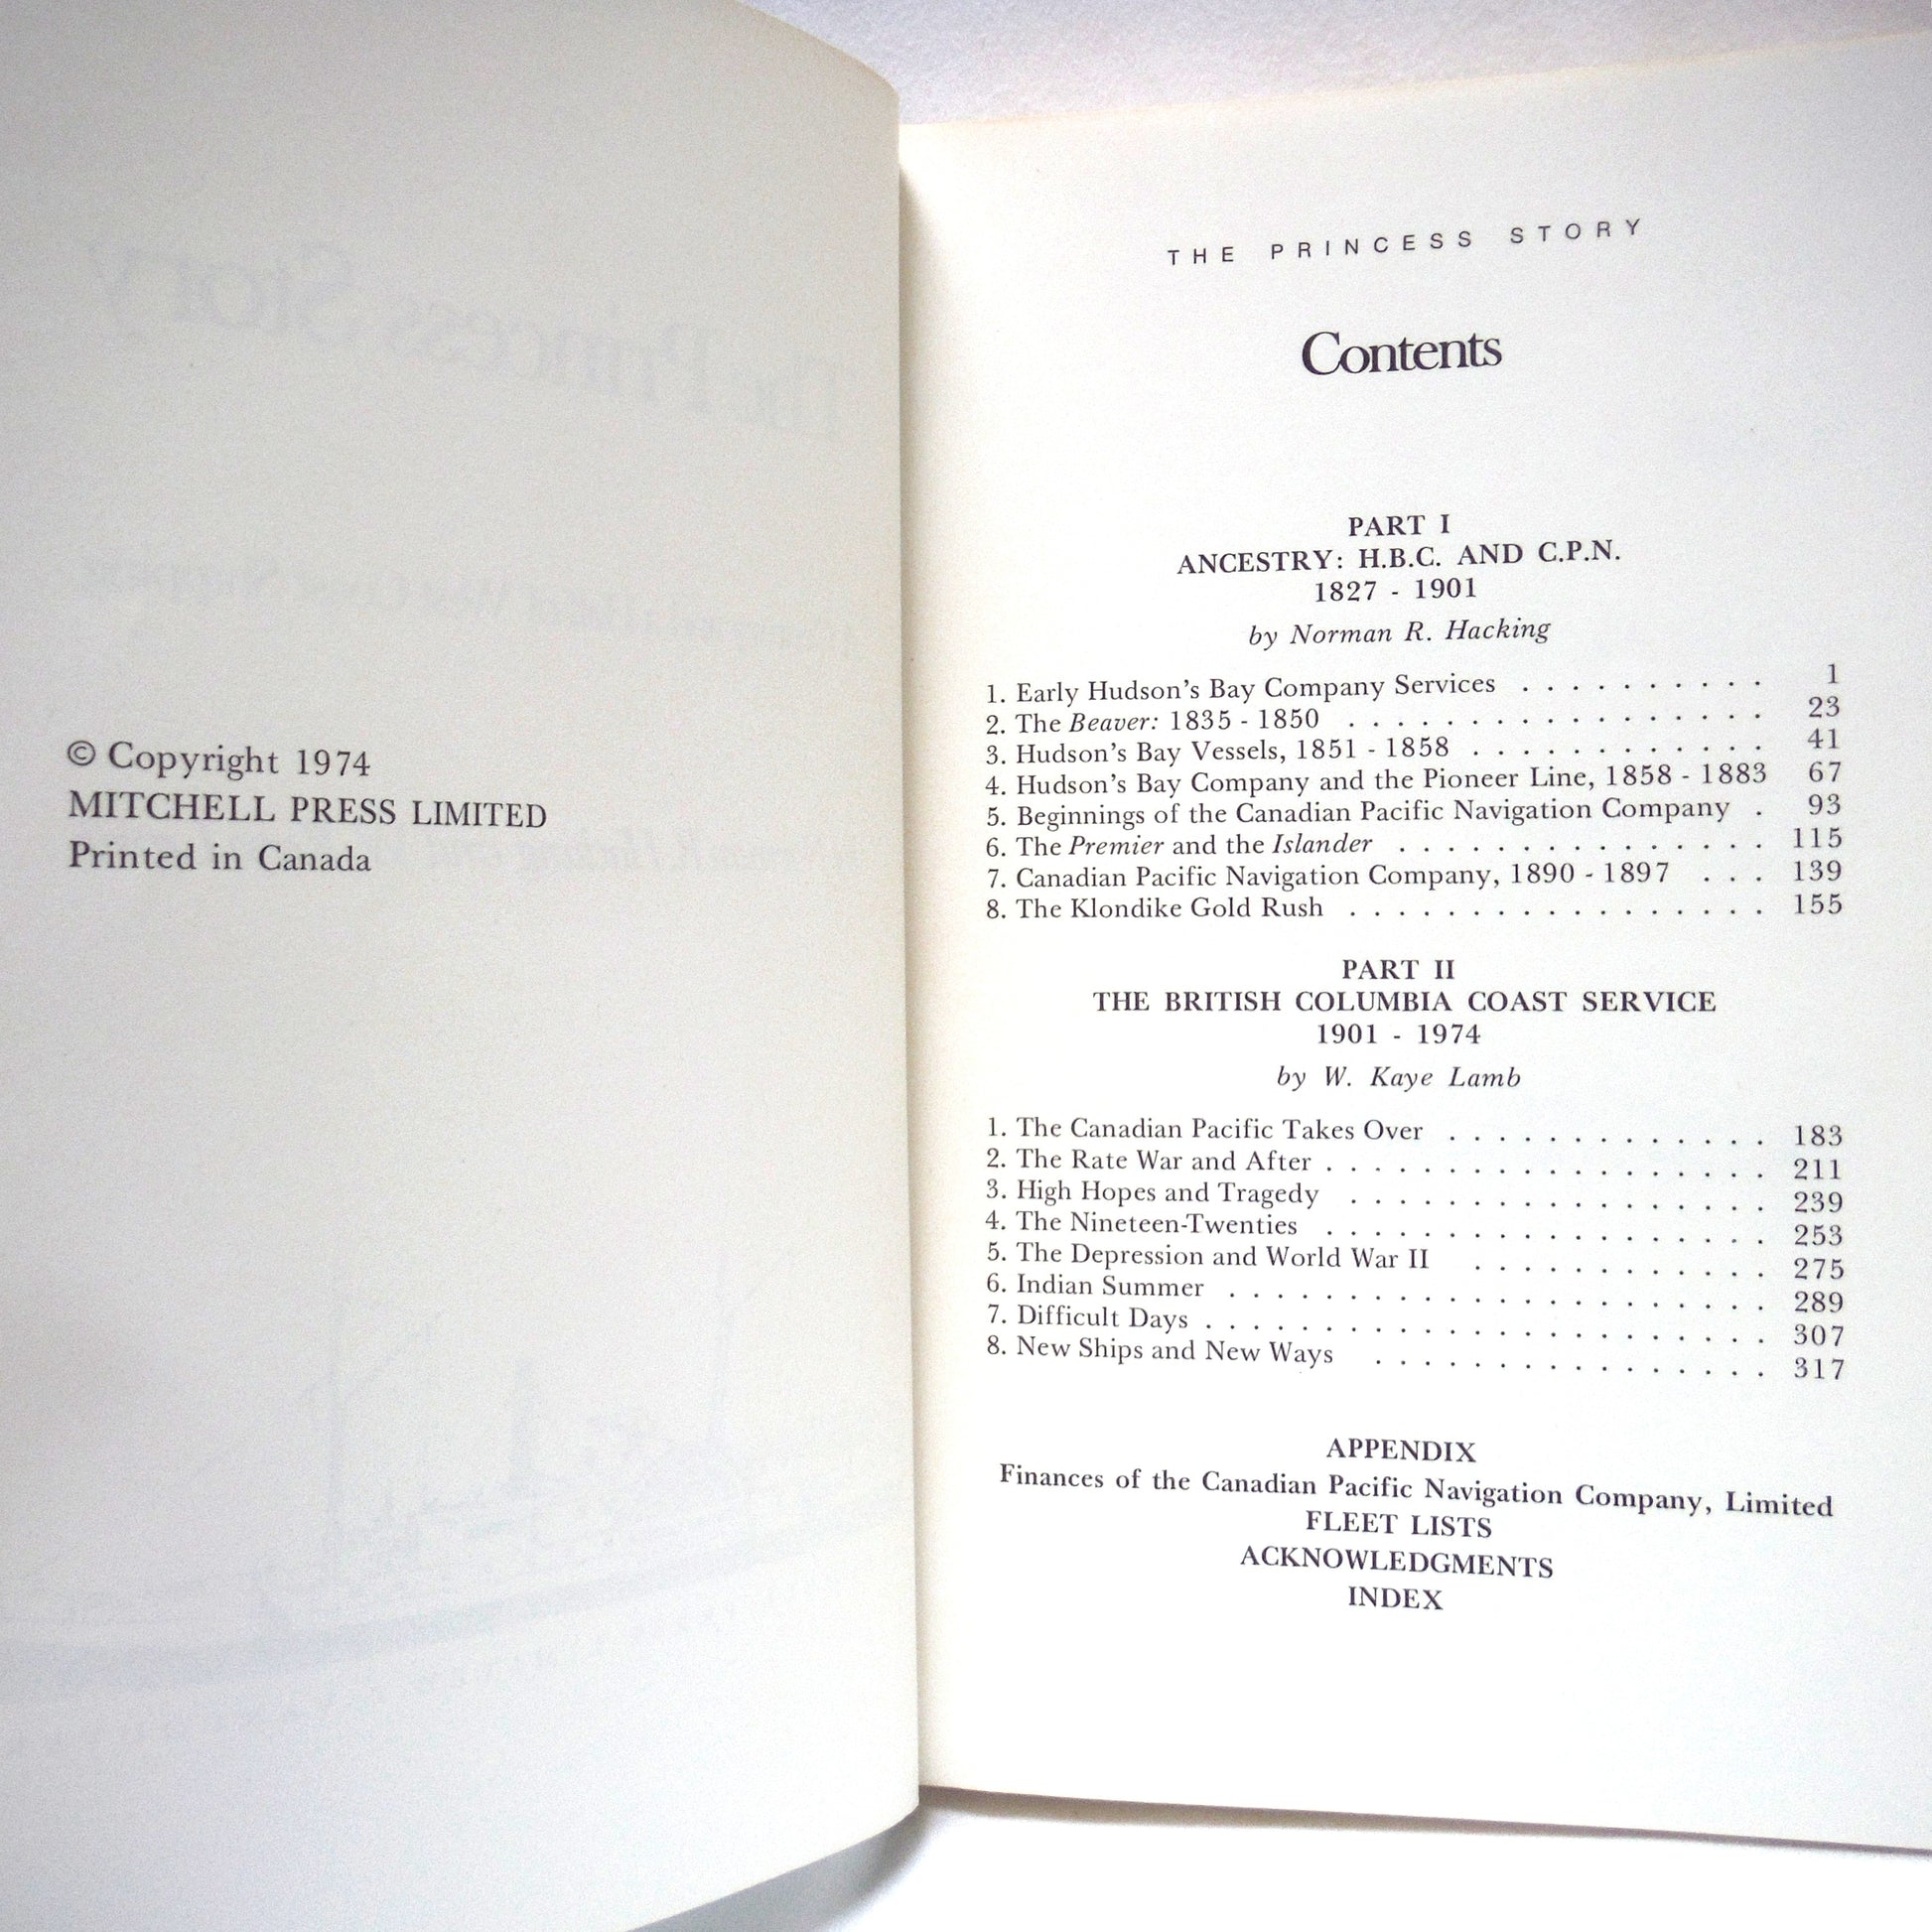 © Copyright 1974
MITCHELL PRESS LIMITED
Printed in Canada
THE PRINCESS STORY
Contents
PART I
ANCESTRY: H.B.C. AND C.P.N.
1827 - 1901
by Norman R. Hacking
1. Early Hudson's Bay Company Services . . . . . . . . . . 1
2. The Beaver: 1835 - 1850 . . . . . . . . . . . . . . . . . 23
3. Hudson's Bay Vessels, 1851 - 1858 . . . . . . . . . . . . 41
4. Hudson's Bay Company and the Pioneer Line, 1858 - 1883 67
5. Beginnings of the Canadian Pacific Navigation Company . 93
6. The Premier and the Islander . . . . . . . . . . . . . . . 115
7. Canadian Pacific Navigation Company, 1890 - 1897 . . . 139
8. The Klondike Gold Rush . . . . . . . . . . . . . . . . . 155
PART II
THE BRITISH COLUMBIA COAST SERVICE
1901 - 1974
by W. Kaye Lamb
1. The Canadian Pacific Takes Over . . . . . . . . . . . . . 183
2. The Rate War and After . . . . . . . . . . . . . . . . . . 211
3. High Hopes and Tragedy . . . . . . . . . . . . . . . . . 239
4. The Nineteen-Twenties . . . . . . . . . . . . . . . . . . 253
5. The Depression and World War II . . . . . . . . . . . . 275
6. Indian Summer . . . . . . . . . . . . . . . . . . . . . . 289
7. Difficult Days . . . . . . . . . . . . . . . . . . . . . . . 307
8. New Ships and New Ways . . . . . . . . . . . . . . . . 317
APPENDIX
Finances of the Canadian Pacific Navigation Company, Limited
FLEET LISTS
ACKNOWLEDGMENTS
INDEX